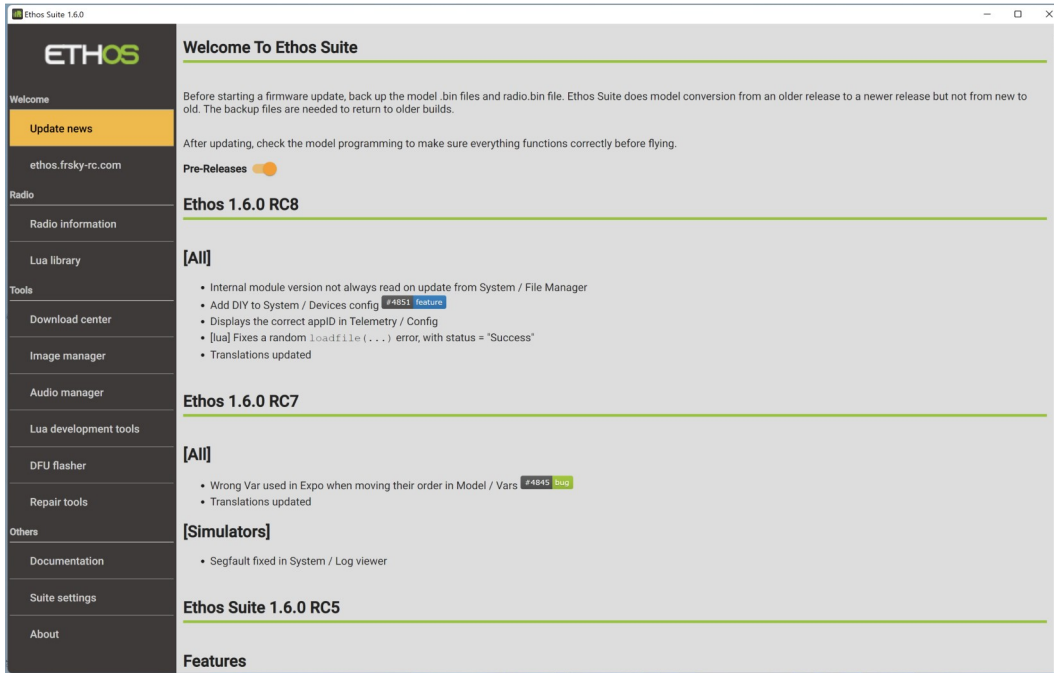 Ethos Suite 1.6.0
ETHOS
Welcome
Update news
ethos.frsky-rc.com
Radio
Radio information
Lua library
Tools
Download center
Image manager
Audio manager
Lua development tools
DFU flasher
Repair tools
Others
Documentation
Suite settings
About
Welcome To Ethos Suite
Before starting a firmware update, back up the model .bin files and radio.bin file. Ethos Suite does model conversion from an older release to a newer release but not from new to
old. The backup files are needed to return to older builds.
After updating, check the model programming to make sure everything functions correctly before flying.
Pre-Releases
Ethos 1.6.0 RC8
[All]
• Internal module version not always read on update from System / File Manager
• Add DIY to System / Devices config #4851 feature
• Displays the correct appID in Telemetry / Config
• [lua] Fixes a random loadfile(...) error, with status = "Success"
• Translations updated
Ethos 1.6.0 RC7
[All]
• Wrong Var used in Expo when moving their order in Model / Vars #4845 bug
• Translations updated
[Simulators]
• Segfault fixed in System / Log viewer
Ethos Suite 1.6.0 RC5
Features